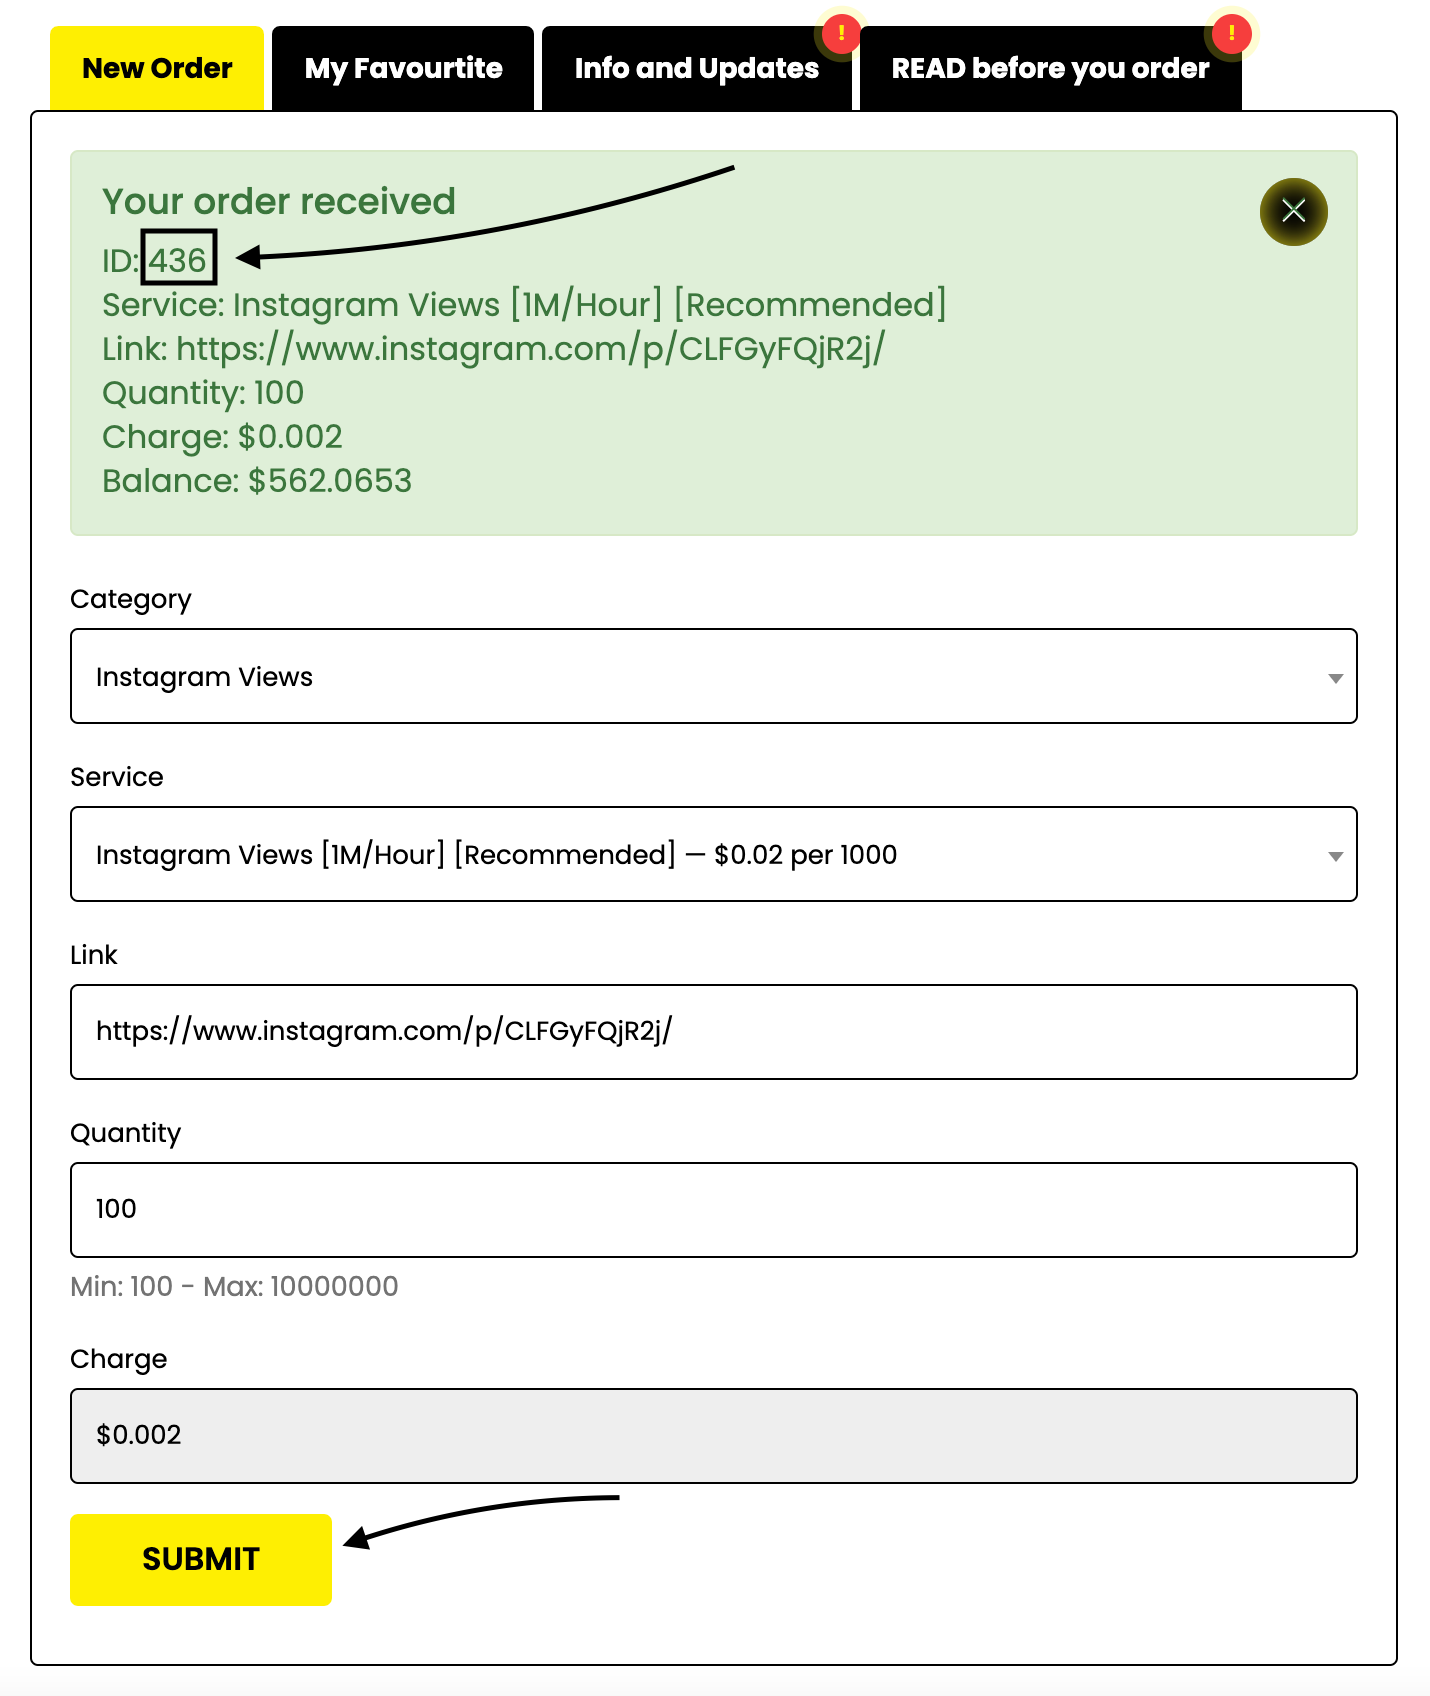 New Order
My Favourtite
Info and Updates
!
READ before you order
!
Your order received
ID: 436
Service: Instagram Views [1M/Hour] [Recommended]
Link: https://www.instagram.com/p/CLFGyFQjR2j/
Quantity: 100
Charge: $0.002
Balance: $562.0653
Category
Instagram Views
Service
Instagram Views [1M/Hour] [Recommended] — $0.02 per 1000
Link
https://www.instagram.com/p/CLFGyFQjR2j/
Quantity
100
Min: 100 - Max: 10000000
Charge
$0.002
SUBMIT